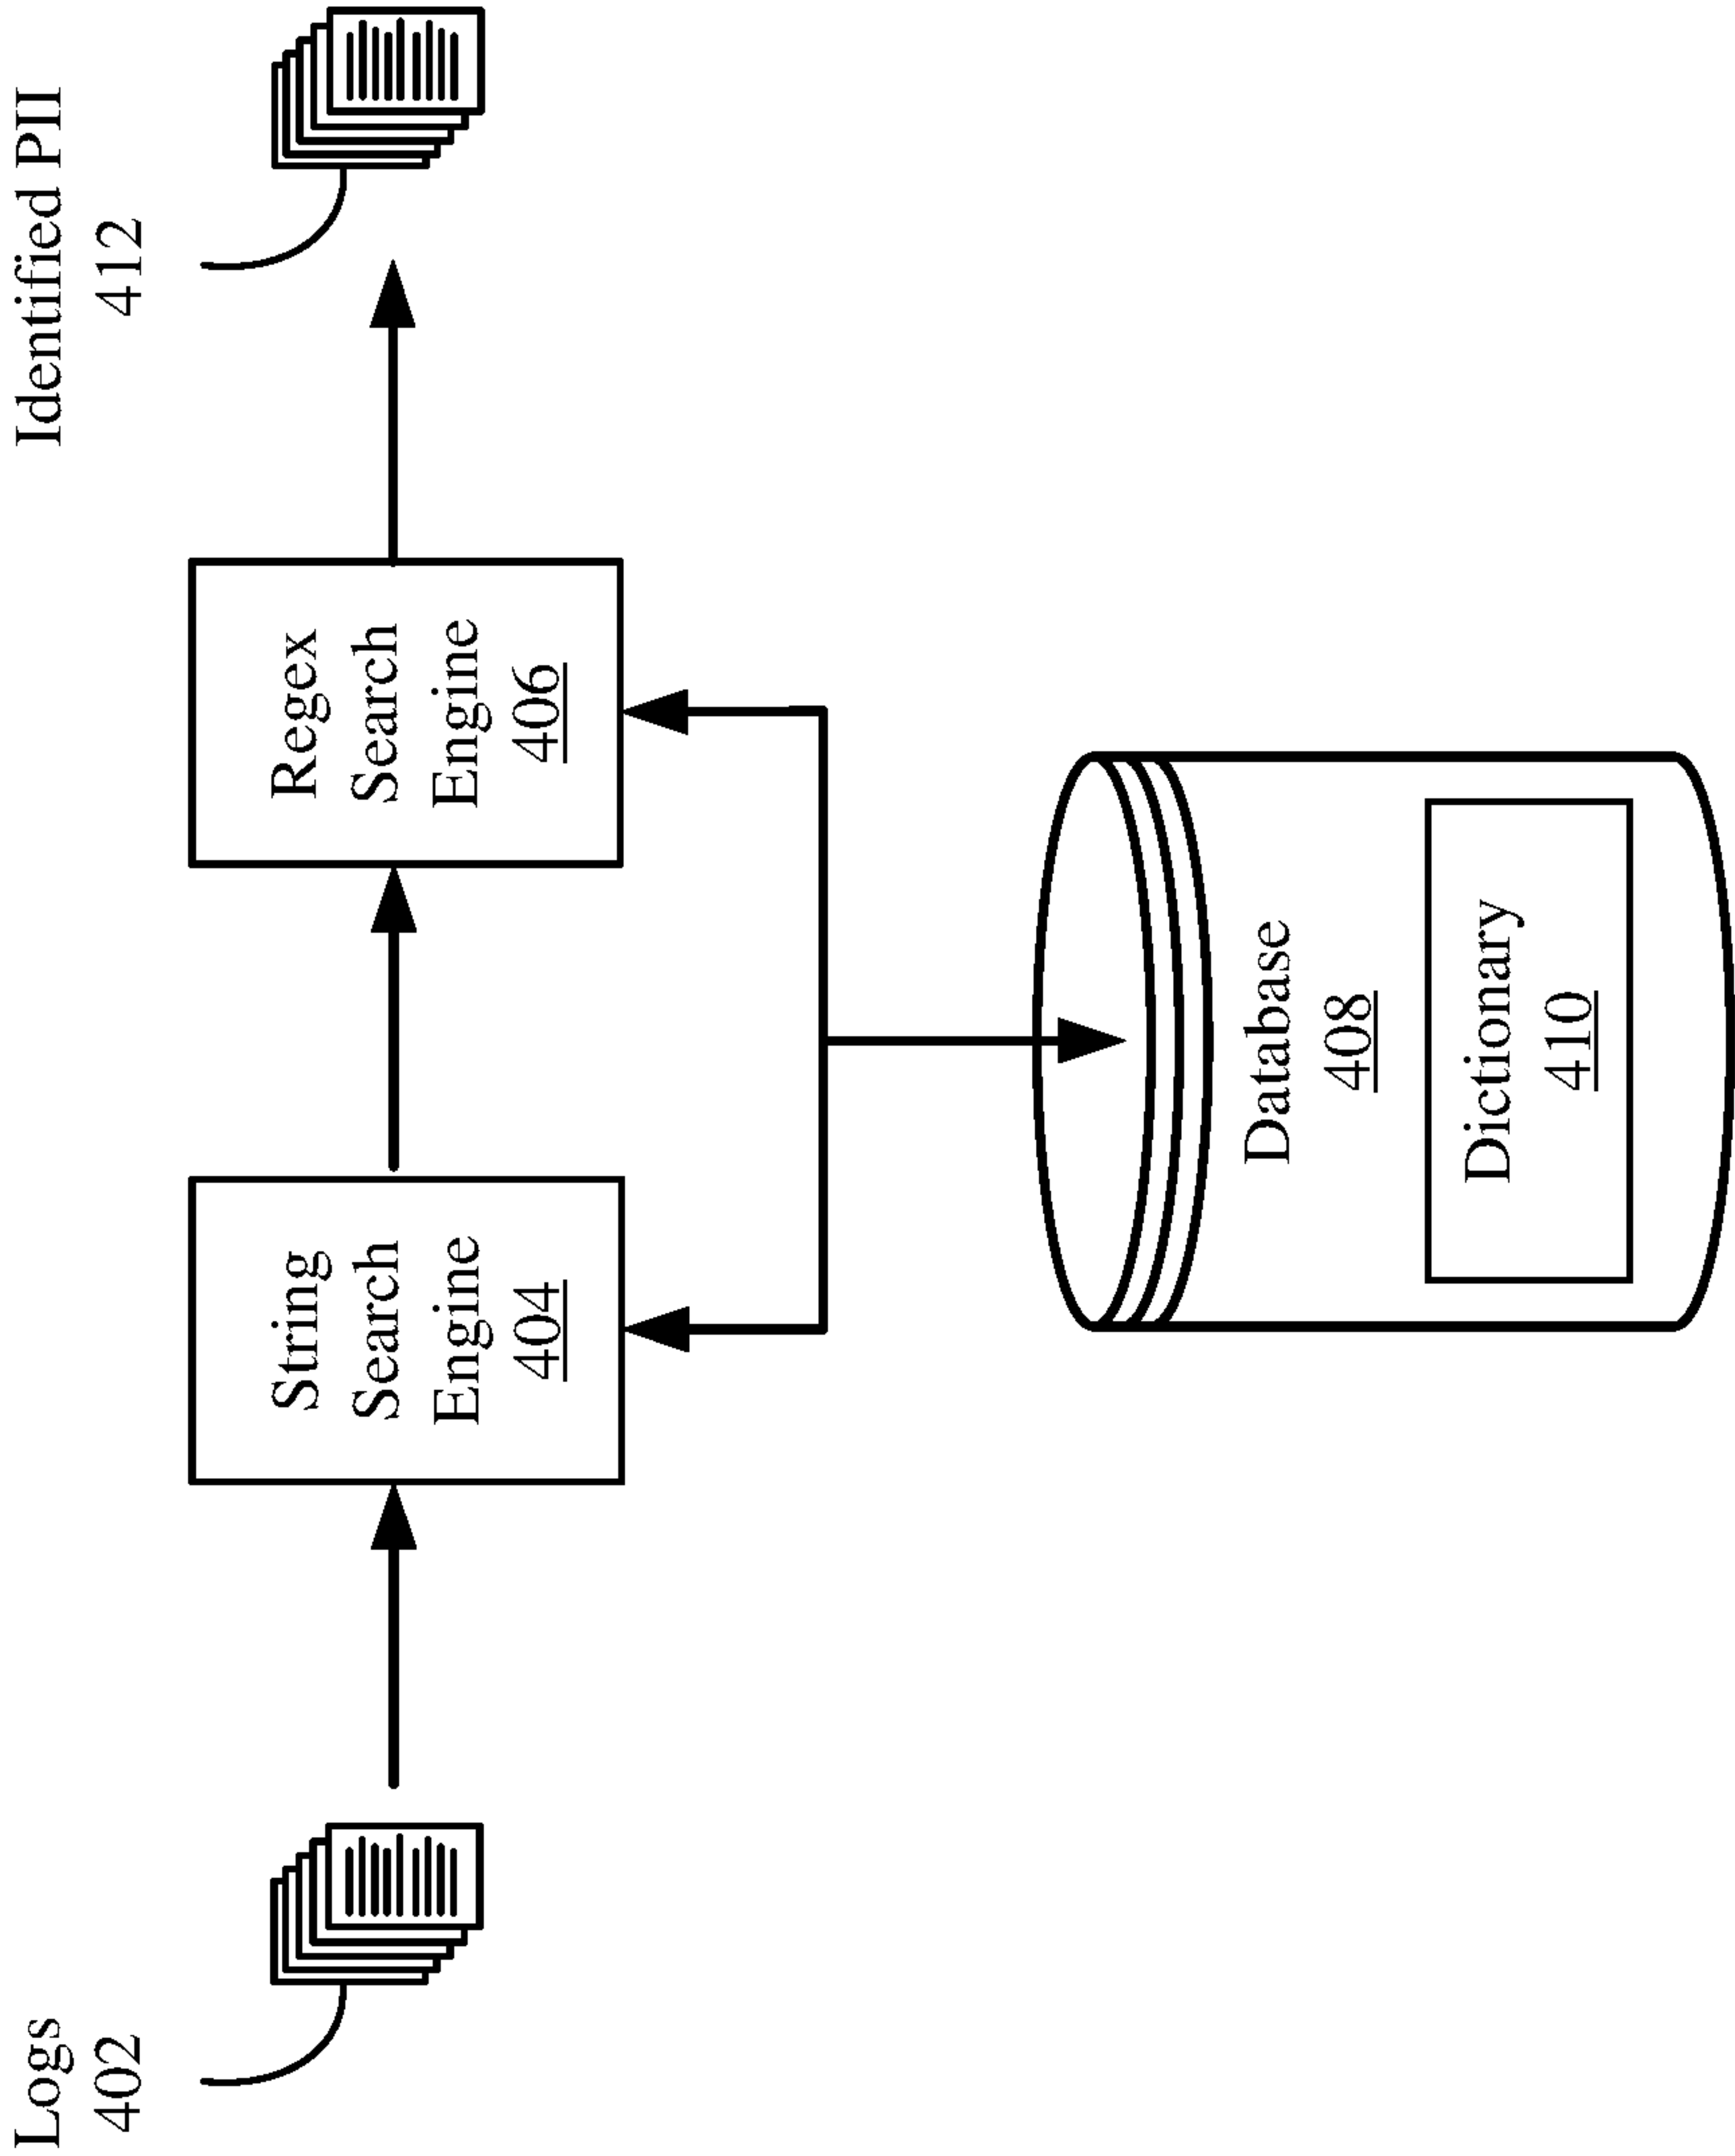 Logs
402
Identified PII
412
String
Search
Engine
404
Regex
Search
Engine
406
Database
408
Dictionary
410